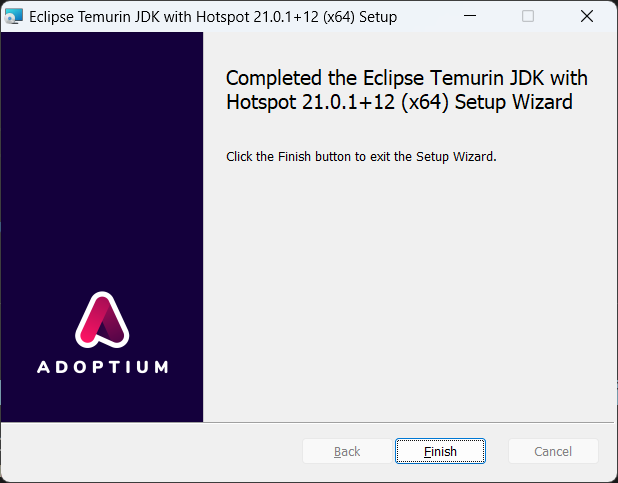 Eclipse Temurin JDK with Hotspot 21.0.1+12 (x64) Setup
Completed the Eclipse Temurin JDK with
Hotspot 21.0.1+12 (x64) Setup Wizard
Click the Finish button to exit the Setup Wizard.
ADOPTIUM
Back
Finish
Cancel